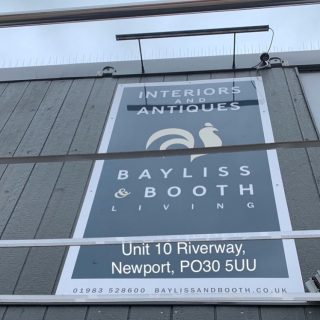 INTERIORS
AND
ANTIQUES
BAYLISS
& BOOTH
LIVING
Unit 10 Riverway,
Newport, PO30 5UU
01983 528600 BAYLISSANDBOOTH.CO.UK